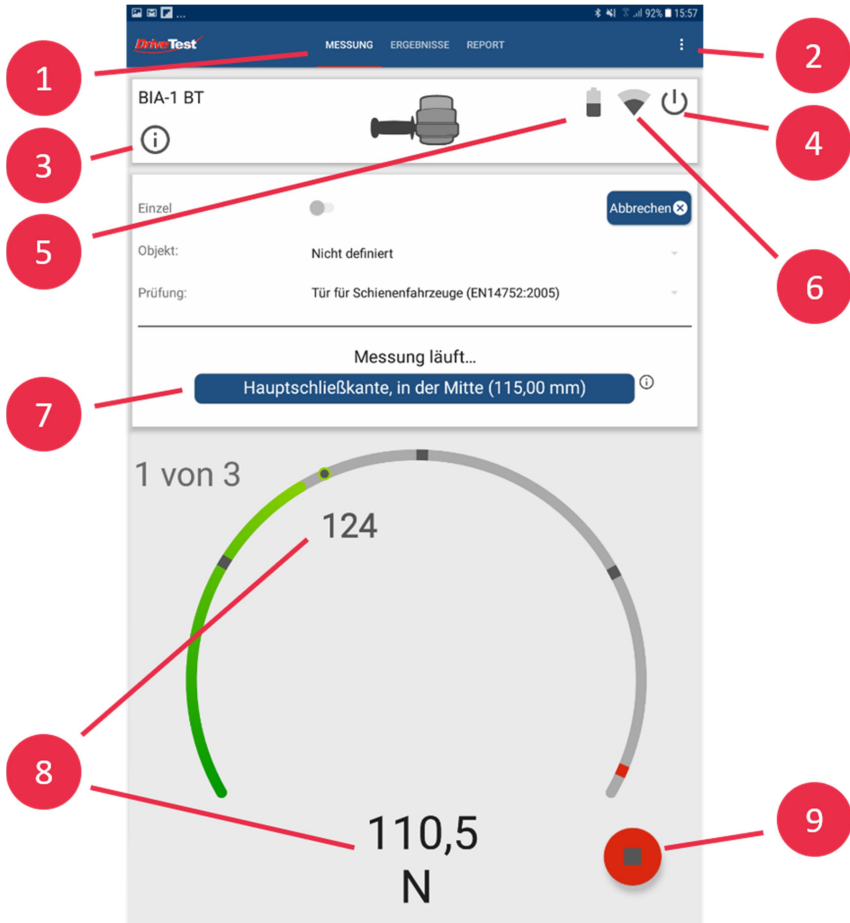 ... 92% 15:57
DriveTest MESSUNG ERGEBNISSE REPORT
1
2
BIA-1 BT
3
4
Einzel Abbrechen
5
Objekt: Nicht definiert
6
Prüfung: Tür für Schienenfahrzeuge (EN14752:2005)
Messung läuft...
Hauptschließkante, in der Mitte (115,00 mm)
7
1 von 3
124
8
110,5
N
9